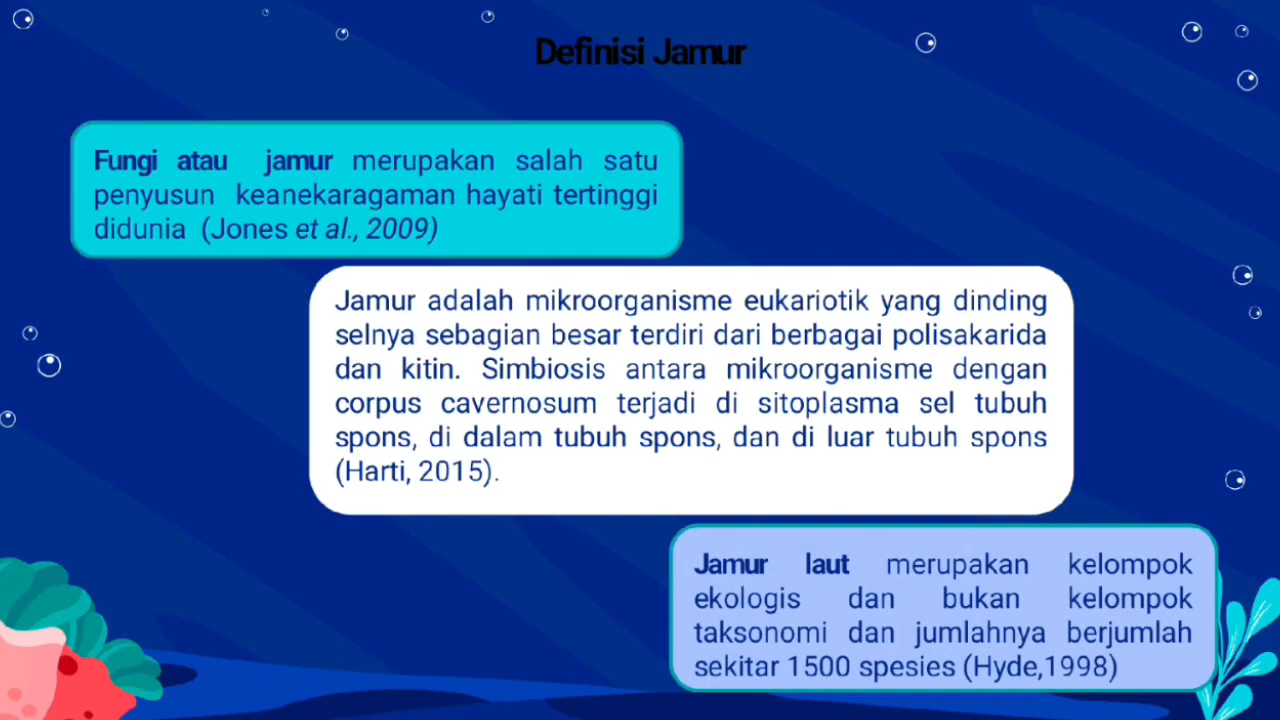 Definisi Jamur
Fungi atau jamur merupakan salah satu
penyusun keanekaragaman hayati tertinggi
didunia (Jones et al., 2009)
Jamur adalah mikroorganisme eukariotik yang dinding
selnya sebagian besar terdiri dari berbagai polisakarida
dan kitin. Simbiosis antara mikroorganisme dengan
corpus cavernosum terjadi di sitoplasma sel tubuh
spons, di dalam tubuh spons, dan di luar tubuh spons
(Harti, 2015).
Jamur laut merupakan kelompok
ekologis dan bukan kelompok
taksonomi dan jumlahnya berjumlah
sekitar 1500 spesies (Hyde,1998)